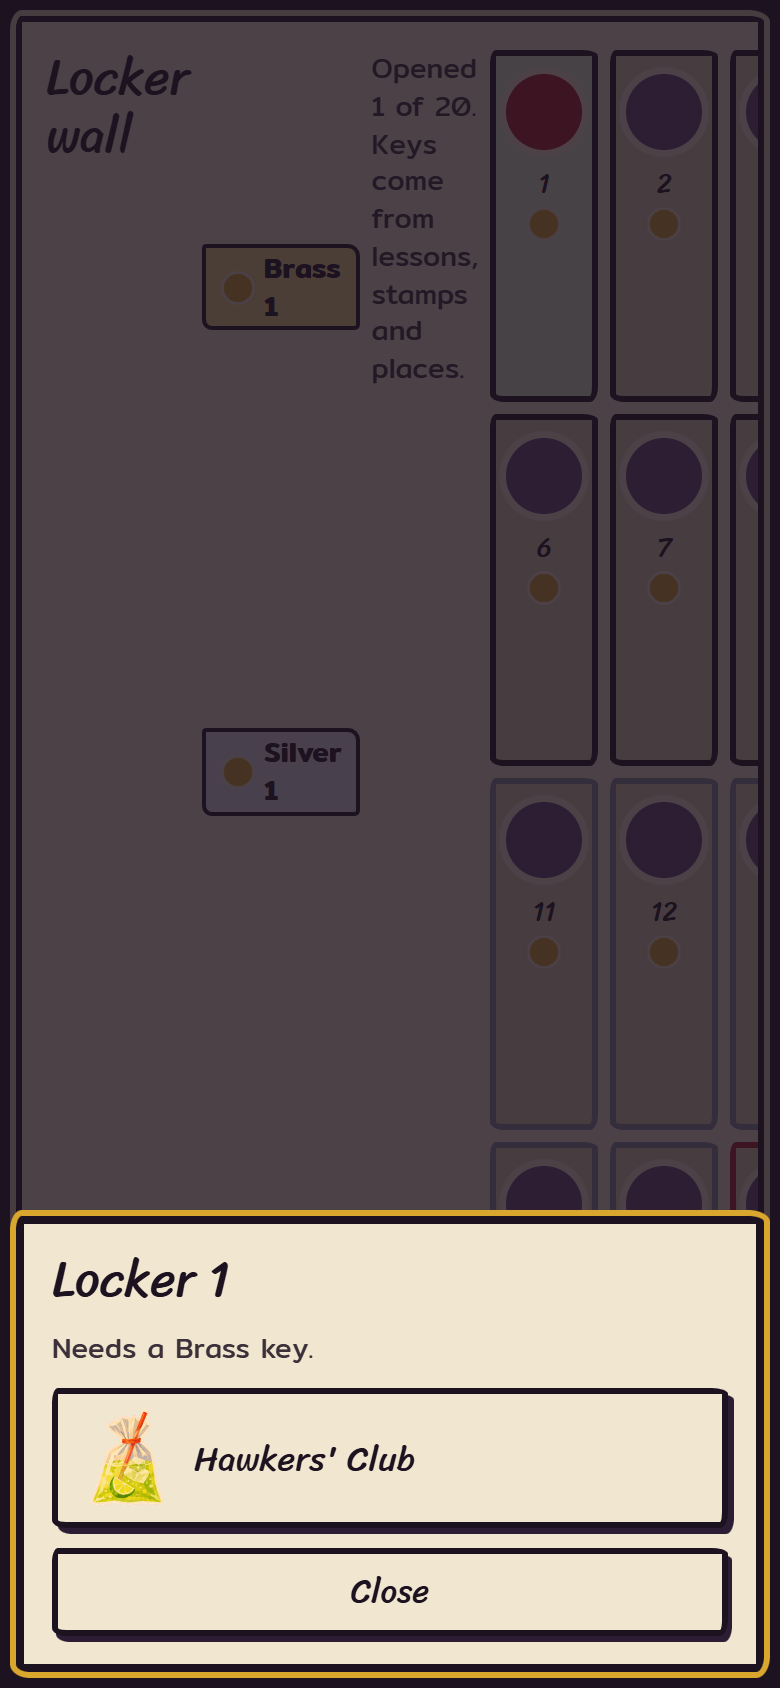 Locker
wall
Brass
1
Silver
1
Opened
1 of 20.
Keys
come
from
lessons,
stamps
and
places.
1
2
6
7
11
12
Locker 1
Needs a Brass key.
Hawkers' Club
Close